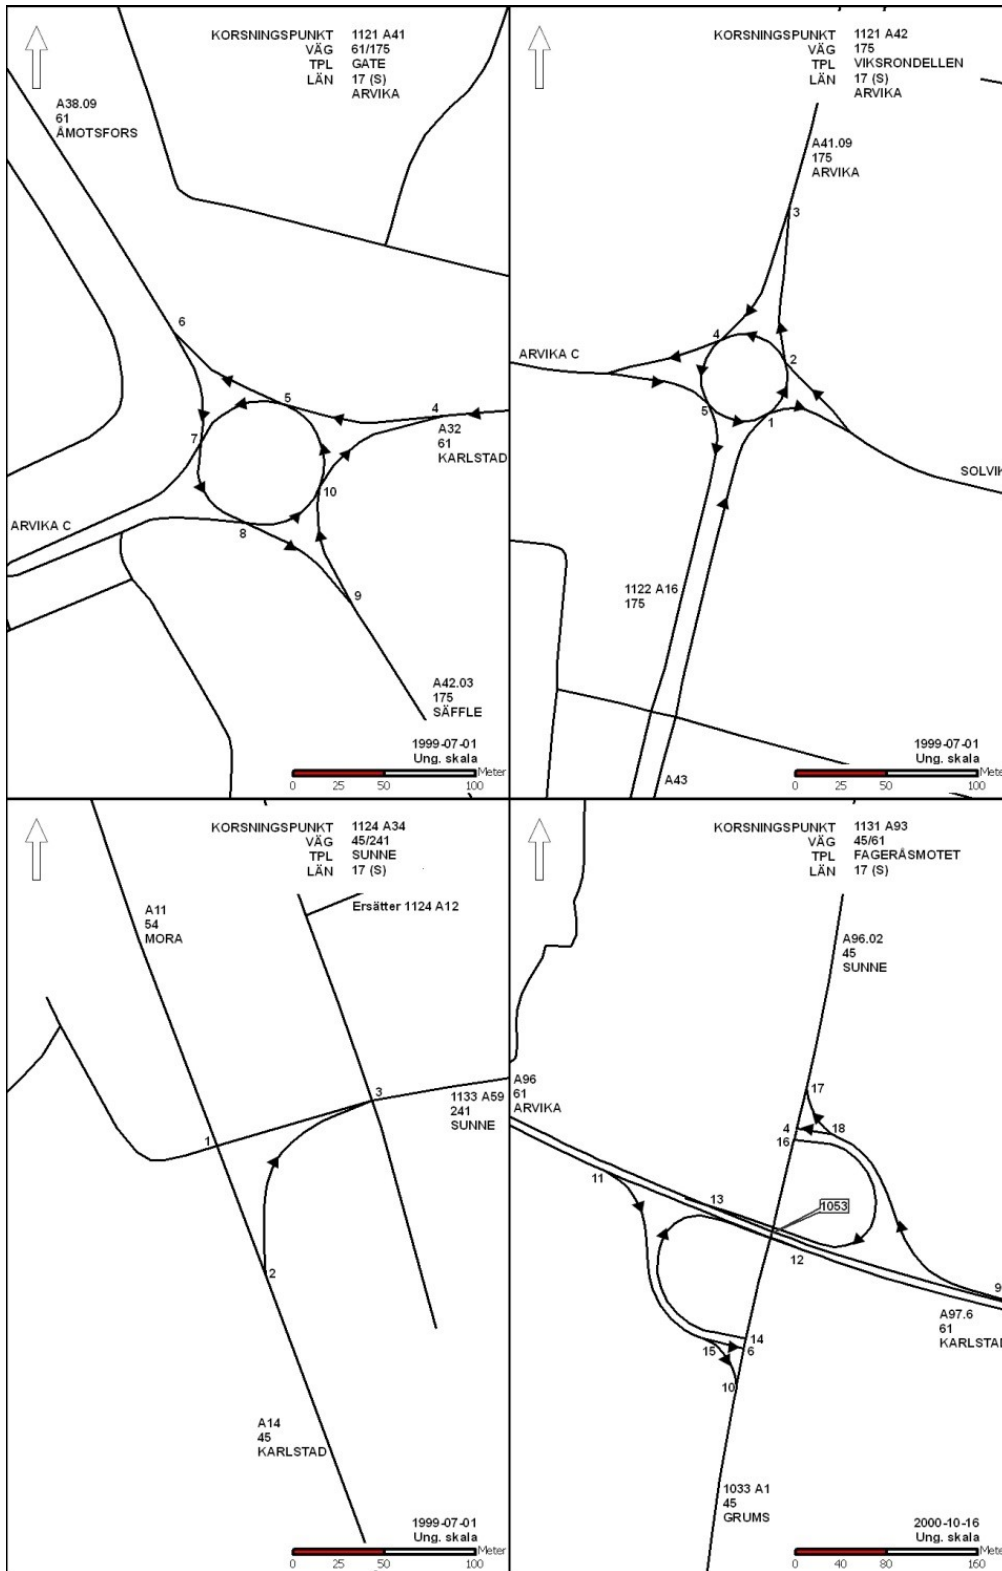 KORSNINGSPUNKT 1121 A41
VÄG 61/175
TPL GATE
LÄN 17 (S)
ARVIKA
A38.09
61
ÅMOTSFORS
6
5
4
A32
61
KARLSTAD
7
10
ARVIKA C
8
9
A42.03
175
SÄFFLE
1999-07-01
Ung. skala
Meter
0 25 50 100
KORSNINGSPUNKT 1121 A42
VÄG 175
TPL VIKSRONDELLEN
LÄN 17 (S)
ARVIKA
A41.09
175
ARVIKA
3
4
ARVIKA C
2
5
1
SOLVIK
1122 A16
175
A43
1999-07-01
Ung. skala
Meter
0 50 100
KORSNINGSPUNKT 1124 A34
VÄG 45/241
TPL SUNNE
LÄN 17 (S)
Ersätter 1124 A12
A11
54
MORA
3
1133 A59
241
SUNNE
1
2
A14
45
KARLSTAD
1999-07-01
Ung. skala
Meter
0 25 50 100
KORSNINGSPUNKT 1131 A93
VÄG 45/61
TPL FAGERÅSMOTET
LÄN 17 (S)
A96.02
45
SUNNE
A96
61
ARVIKA
17
4 18
16
11
13
1053
12
9
A97.6
61
KARLSTAD
14
15 6
10
1033 A1
45
GRUMS
2000-10-16
Ung. skala
Mete
0 40 80 160